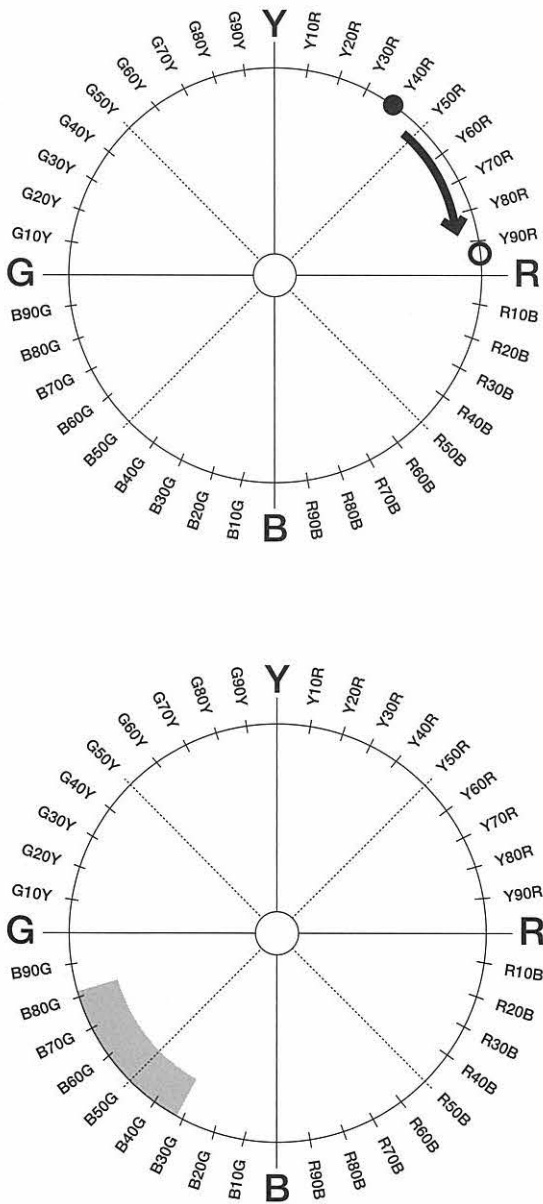 Y
Y10R
Y20R
Y30R
Y40R
Y50R
Y60R
Y70R
Y80R
Y90R
R
R10B
R20B
R30B
R40B
R50B
R60B
R70B
R80B
R90B
B
B10G
B20G
B30G
B40G
B50G
B60G
B70G
B80G
B90G
G
G10Y
G20Y
G30Y
G40Y
G50Y
G60Y
G70Y
G80Y
G90Y
Y
Y10R
Y20R
Y30R
Y40R
Y50R
Y60R
Y70R
Y80R
Y90R
R
R10B
R20B
R30B
R40B
R50B
R60B
R70B
R80B
R90B
B
B10G
B20G
B30G
B40G
B50G
B60G
B70G
B80G
B90G
G
G10Y
G20Y
G30Y
G40Y
G50Y
G60Y
G70Y
G80Y
G90Y